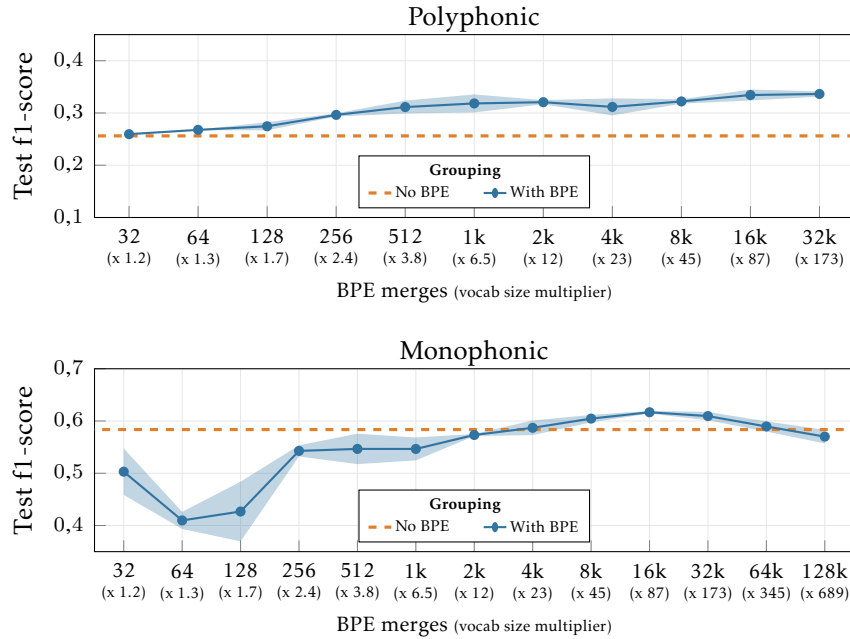 Polyphonic
Test f1-score
0,4
0,3
0,2
0,1
Grouping
No BPE With BPE
32 64 128 256 512 1k 2k 4k 8k 16k 32k
(x 1.2) (x 1.3) (x 1.7) (x 2.4) (x 3.8) (x 6.5) (x 12) (x 23) (x 45) (x 87) (x 173)
BPE merges (vocab size multiplier)
Monophonic
Test f1-score
0,7
0,6
0,5
0,4
Grouping
No BPE With BPE
32 64 128 256 512 1k 2k 4k 8k 16k 32k 64k 128k
(x 1.2) (x 1.3) (x 1.7) (x 2.4) (x 3.8) (x 6.5) (x 12) (x 23) (x 45) (x 87) (x 173) (x 345) (x 689)
BPE merges (vocab size multiplier)